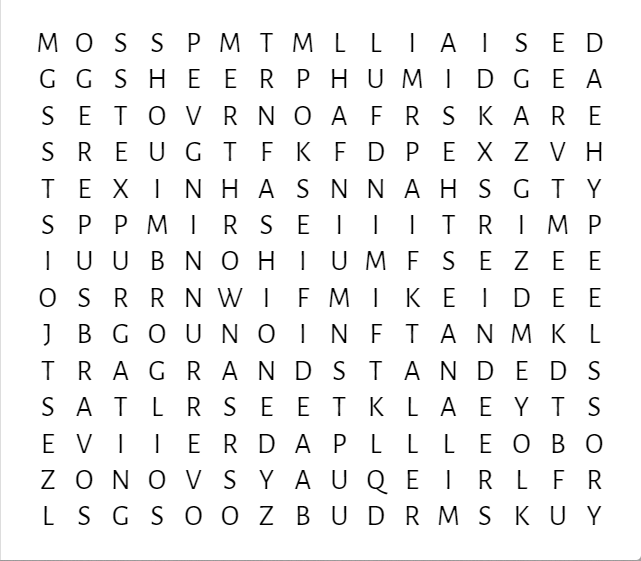 M O S S P M T M L L I A I S E D
G G S H E E R P H U M I D G E A
S E T O V R N O A F R S K A R E
S R E U G T F K F D P E X Z V H
T E X I N H A S N N A H S G T Y
S P P M I R S E I I I T R I M P
I U U B N O H I U M F S E Z E E
O S R R N W I F M I K E I D E E
J B G O U N O I N F T A N M K L
T R A G R A N D S T A N D E D S
S A T L R S E E T K L A E Y T S
E V I I E R D A P L L L E O B O
Z O N O V S Y A U Q E I R L F R
L S G S O O Z B U D R M S K U Y